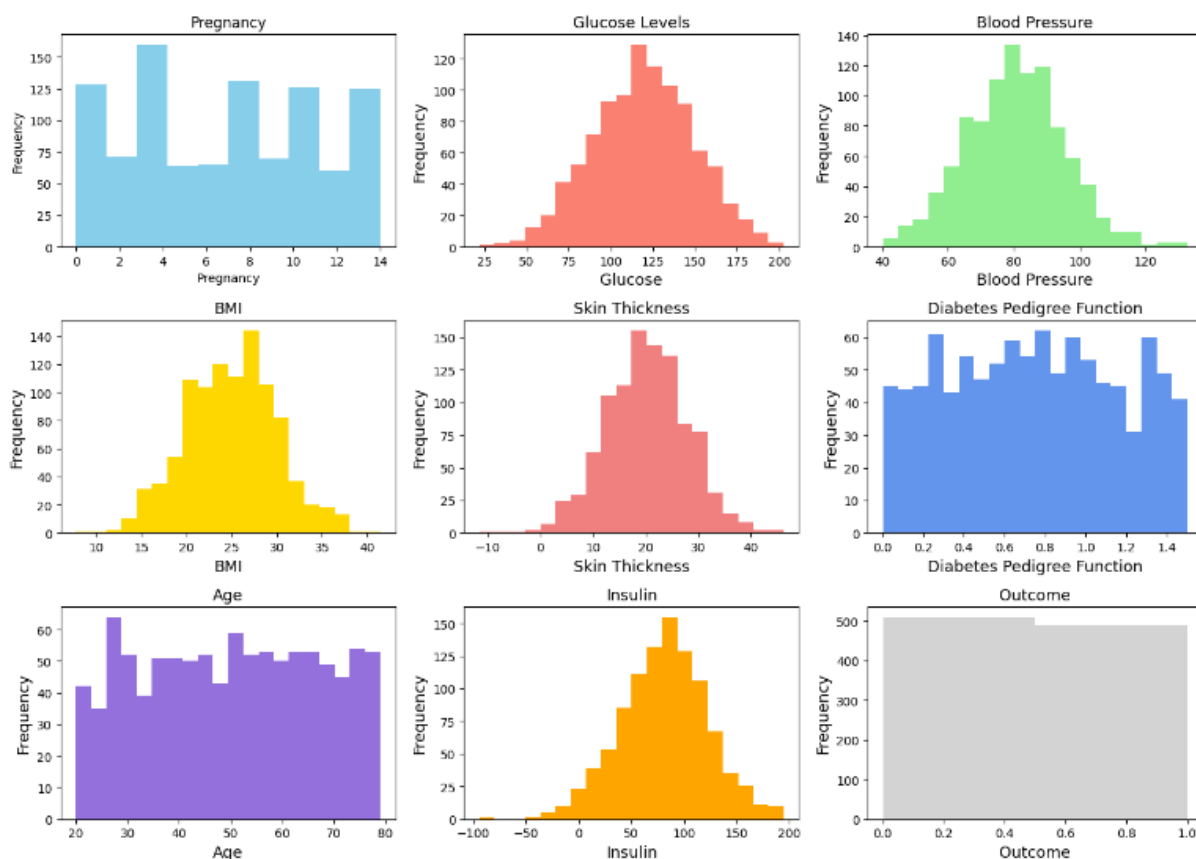 Pregnancy
Frequency
150
125
100
75
50
25
0
0 2 4 6 8 10 12 14
Pregnancy
Glucose Levels
Frequency
120
100
80
60
40
20
0
25 50 75 100 125 150 175 200
Glucose
Blood Pressure
Frequency
140
120
100
80
60
40
20
0
40 60 80 100 120
Blood Pressure
BMI
Frequency
140
120
100
80
60
40
20
0
10 15 20 25 30 35 40
BMI
Skin Thickness
Frequency
150
125
100
75
50
25
0
−10 0 10 20 30 40
Skin Thickness
Diabetes Pedigree Function
Frequency
60
50
40
30
20
10
0
0.0 0.2 0.4 0.6 0.8 1.0 1.2 1.4
Diabetes Pedigree Function
Age
Frequency
60
50
40
30
20
10
0
20 30 40 50 60 70 80
Age
Insulin
Frequency
150
125
100
75
50
25
0
−100 −50 0 50 100 150 200
Insulin
Outcome
Frequency
500
400
300
200
100
0
0.0 0.2 0.4 0.6 0.8 1.0
Outcome